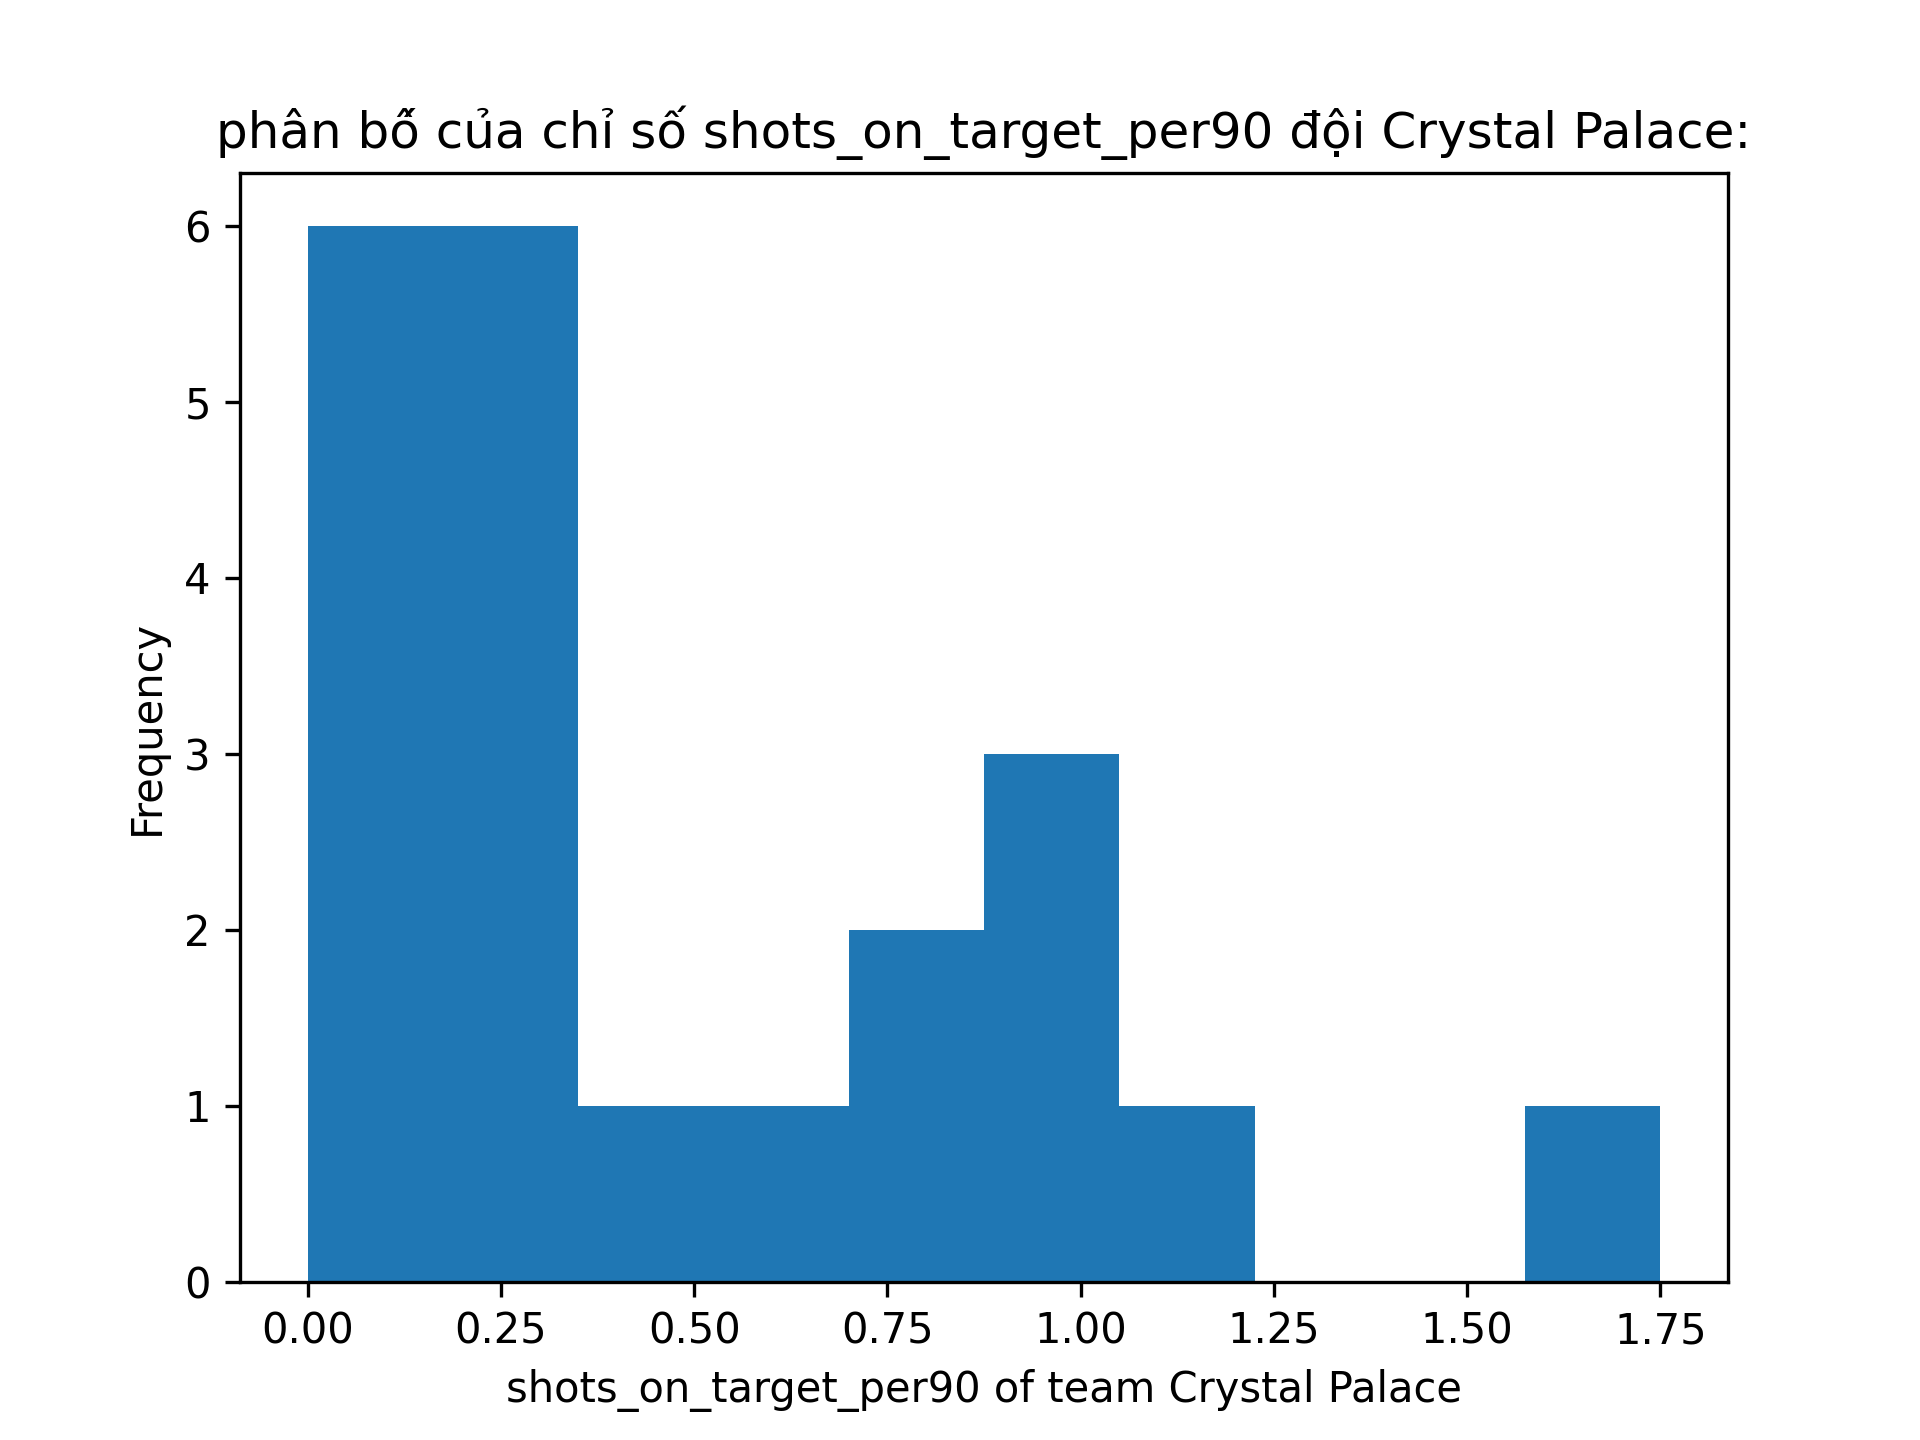 phân bố của chỉ số shots_on_target_per90 đội Crystal Palace:
6
5
4
3
2
1
0
Frequency
0.00 0.25 0.50 0.75 1.00 1.25 1.50 1.75
shots_on_target_per90 of team Crystal Palace